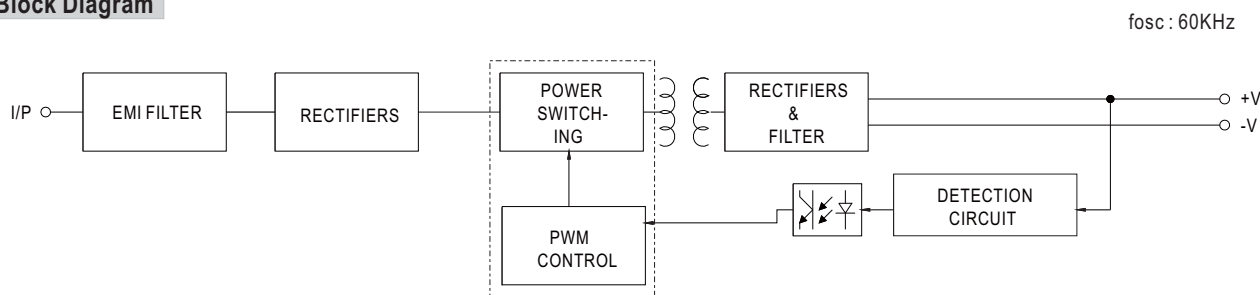 Block Diagram
fosc : 60KHz
I/P
EMI FILTER
RECTIFIERS
POWER
SWITCH-
ING
RECTIFIERS
&
FILTER
+V
-V
DETECTION
CIRCUIT
PWM
CONTROL